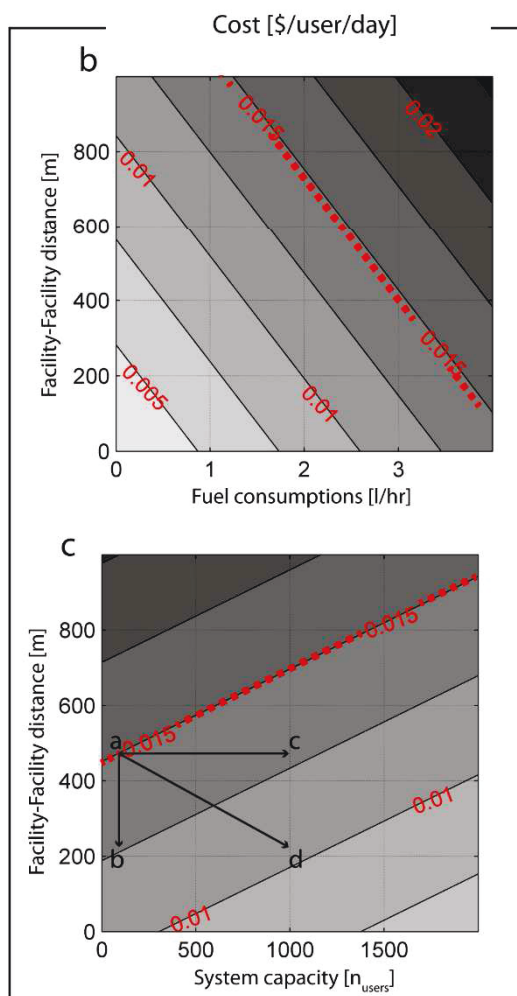 Cost [$/user/day]
b
800
600
400
200
0
0.01
0.005
0.015
0.02
0.015
0.01
0 1 2 3
Facility-Facility distance [m]
Fuel consumptions [l/hr]
c
800
600
400
200
0
0.015
0.015
a c
b d
0.01
0.01
0 500 1000 1500
Facility-Facility distance [m]
System capacity [n_users]